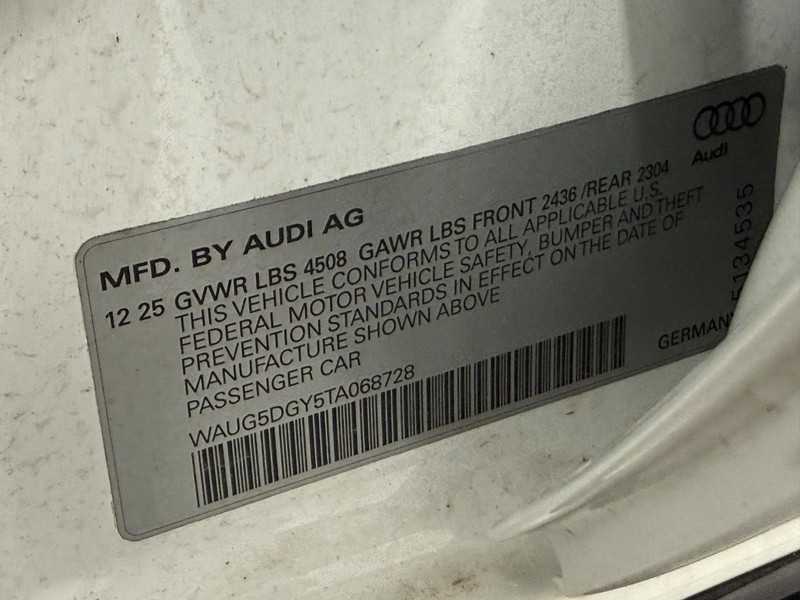 Audi
MFD. BY AUDI AG
12 25 GVWR LBS 4508 GAWR LBS FRONT 2436 /REAR 2304
THIS VEHICLE CONFORMS TO ALL APPLICABLE U.S.
FEDERAL MOTOR VEHICLE SAFETY, BUMPER AND THEFT
PREVENTION STANDARDS IN EFFECT ON THE DATE OF
MANUFACTURE SHOWN ABOVE
PASSENGER CAR
WAUG5DGY5TA068728
GERMANY
5134535